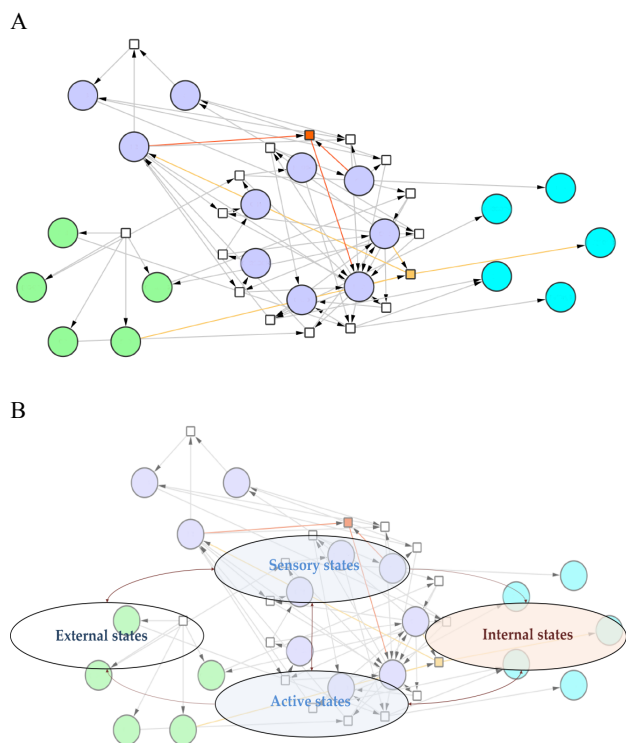 A
B
Sensory states
External states
Internal states
Active states